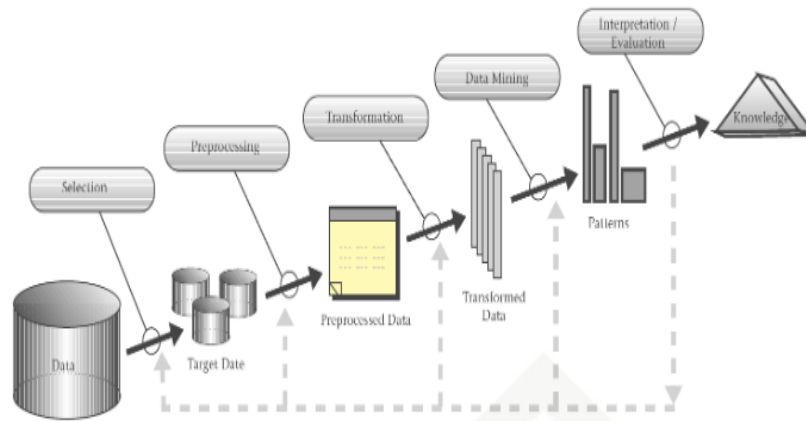 Interpretation /
Evaluation
Data Mining
Knowledge
Transformation
Preprocessing
Selection
Patterns
Transformed
Data
Preprocessed Data
Target Date
Data